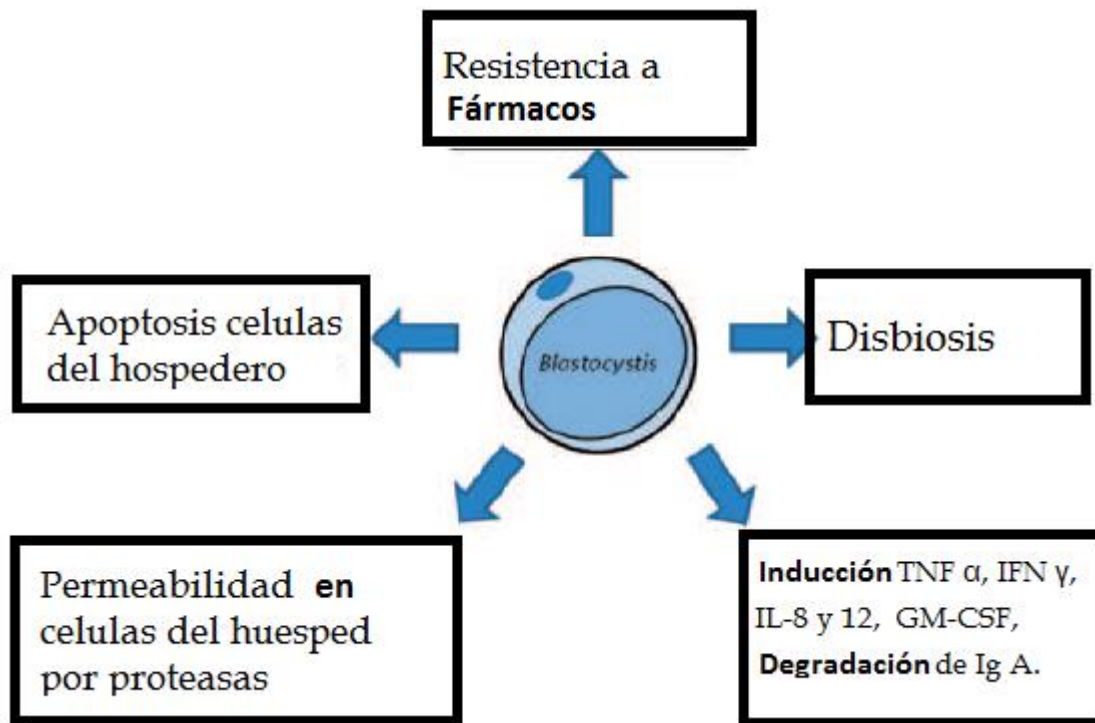 Resistencia a
Fármacos
Apoptosis celulas
del hospedero
Blastocystis
Disbiosis
Permeabilidad en
celulas del huesped
por proteasas
Inducción TNF α, IFN γ,
IL-8 y 12, GM-CSF,
Degradación de Ig A.